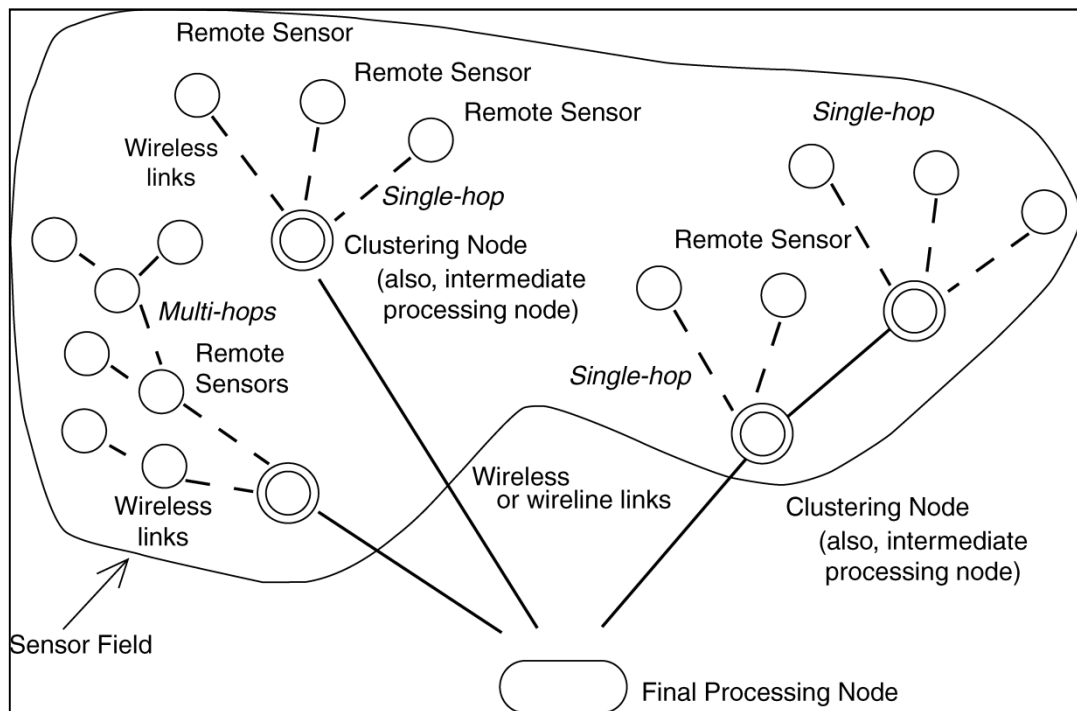 Remote Sensor
Remote Sensor
Remote Sensor
Single-hop
Wireless
links
Single-hop
Clustering Node
(also, intermediate
processing node)
Remote Sensor
Multi-hops
Remote
Sensors
Single-hop
Wireless
or wireline links
Wireless
links
Clustering Node
(also, intermediate
processing node)
Sensor Field
Final Processing Node